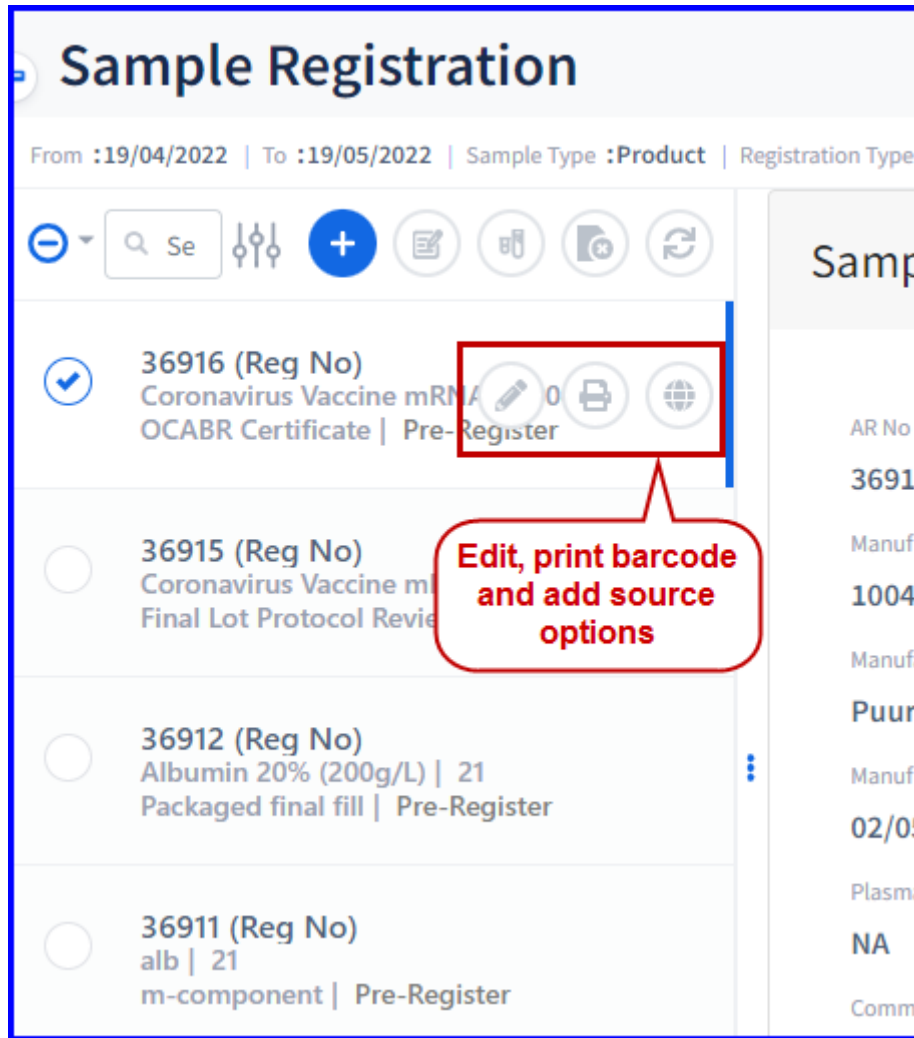 Sample Registration
From :19/04/2022 | To :19/05/2022 | Sample Type :Product | Registration Type
Se
Samp
36916 (Reg No)
Coronavirus Vaccine mRNA 0
OCABR Certificate | Pre-Register
36915 (Reg No)
Coronavirus Vaccine m
Final Lot Protocol Revie
Edit, print barcode
and add source
options
36912 (Reg No)
Albumin 20% (200g/L) | 21
Packaged final fill | Pre-Register
36911 (Reg No)
alb | 21
m-component | Pre-Register
AR No
3691
Manuf
1004
Manuf
Puur
Manuf
02/05
Plasma
NA
Comm